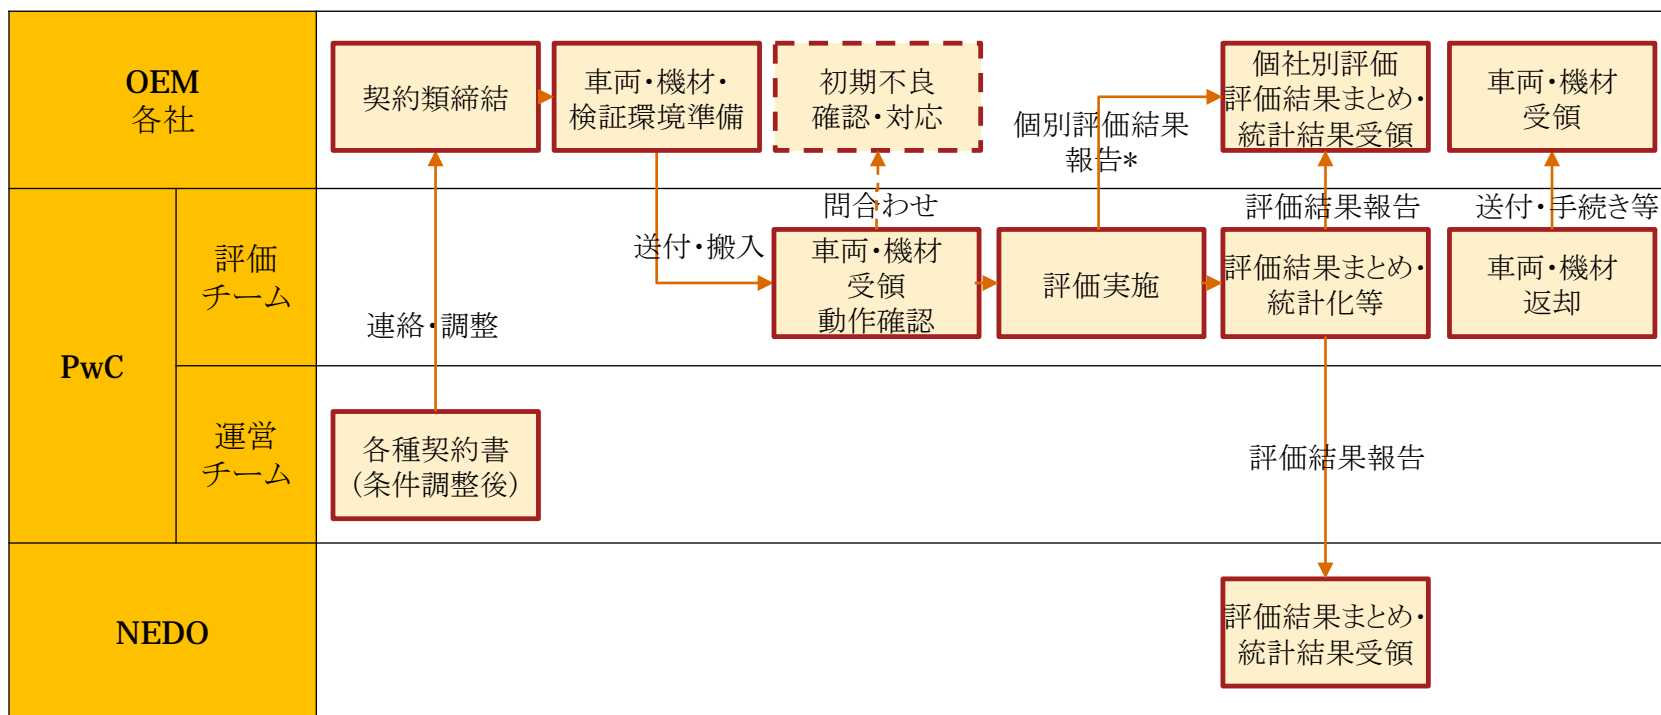 OEM
各社
契約類締結
車両・機材・
検証環境準備
初期不良
確認・対応
個社別評価
評価結果まとめ・
統計結果受領
車両・機材
受領
個別評価結果
報告*
問合わせ
評価結果報告
送付・手続き等
PwC
評価
チーム
連絡・調整
送付・搬入
車両・機材
受領
動作確認
評価実施
評価結果まとめ・
統計化等
車両・機材
返却
運営
チーム
各種契約書
(条件調整後)
評価結果報告
NEDO
評価結果まとめ・
統計結果受領